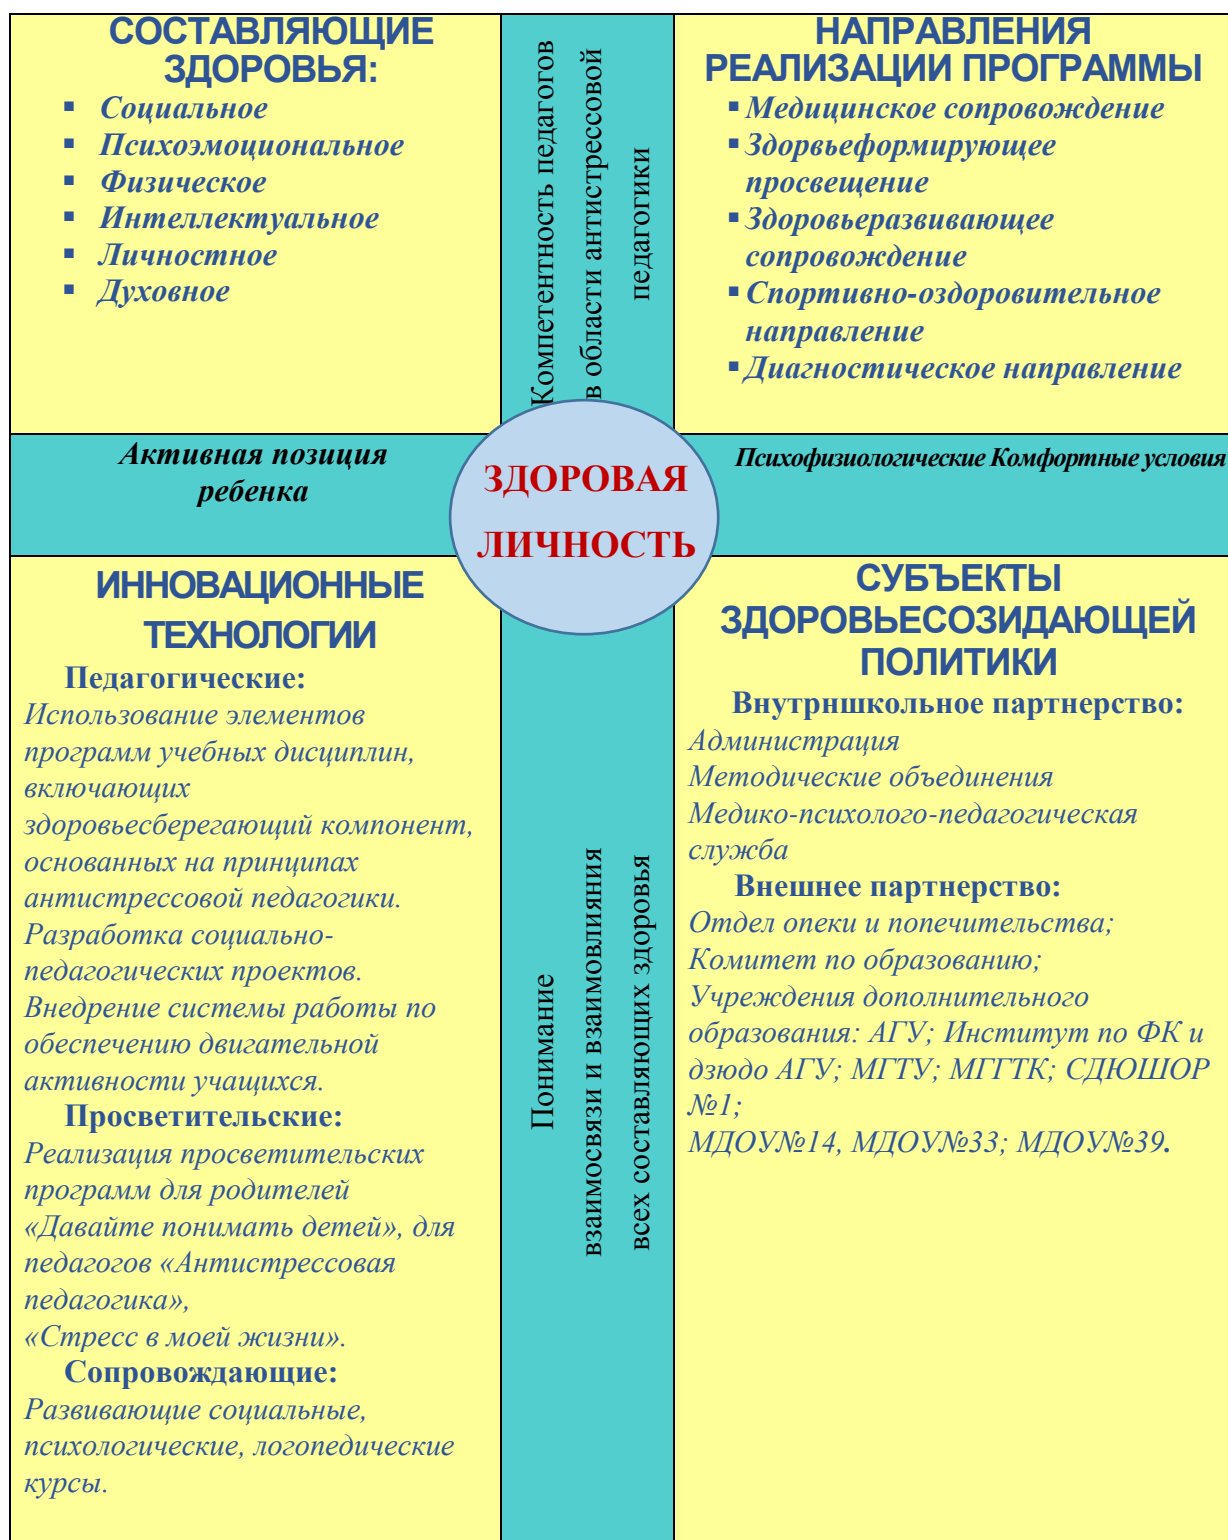 СОСТАВЛЯЮЩИЕ
ЗДОРОВЬЯ:
▪ Социальное
▪ Психоэмоциональное
▪ Физическое
▪ Интеллектуальное
▪ Личностное
▪ Духовное
Компетентность педагогов
в области антистрессовой
педагогики
НАПРАВЛЕНИЯ
РЕАЛИЗАЦИИ ПРОГРАММЫ
▪ Медицинское сопровождение
▪ Здорвьеформирующее
просвещение
▪ Здоровьеразвивающее
сопровождение
▪ Спортивно-оздоровительное
направление
▪ Диагностическое направление
Активная позиция
ребенка
ЗДОРОВАЯ
ЛИЧНОСТЬ
Психофизиологические Комфортные условия
ИННОВАЦИОННЫЕ
ТЕХНОЛОГИИ
Педагогические:
Использование элементов
программ учебных дисциплин,
включающих
здоровьесберегающий компонент,
основанных на принципах
антистрессовой педагогики.
Разработка социально-
педагогических проектов.
Внедрение системы работы по
обеспечению двигательной
активности учащихся.
Просветительские:
Реализация просветительских
программ для родителей
«Давайте понимать детей», для
педагогов «Антистрессовая
педагогика»,
«Стресс в моей жизни».
Сопровождающие:
Развивающие социальные,
психологические, логопедические
курсы.
Понимание
взаимосвязи и взаимовлияния
всех составляющих здоровья
СУБЪЕКТЫ
ЗДОРОВЬЕСОЗИДАЮЩЕЙ
ПОЛИТИКИ
Внутришкольное партнерство:
Администрация
Методические объединения
Медико-психолого-педагогическая
служба
Внешнее партнерство:
Отдел опеки и попечительства;
Комитет по образованию;
Учреждения дополнительного
образования: АГУ; Институт по ФК и
дзюдо АГУ; МГТУ; МГГТК; СДЮШОР
№1;
МДОУ№14, МДОУ№33; МДОУ№39.